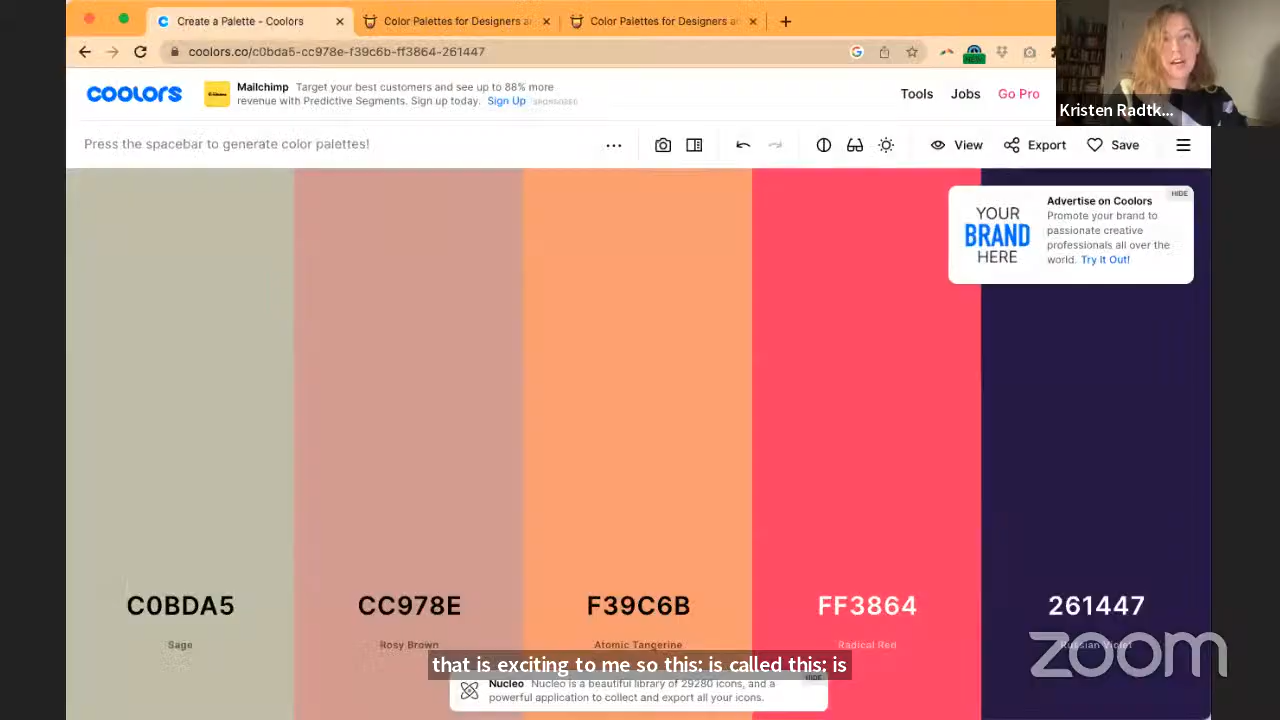 Create a Palette - Coolors
Color Palettes for Designers a
Color Palettes for Designers a
coolors.co/c0bda5-cc978e-f39c6b-ff3864-261447
NEW
Kristen Radtk...
coolors
Mailchimp Target your best customers and see up to 88% more
revenue with Predictive Segments. Sign up today. Sign Up SPONSORED
Tools Jobs Go Pro
Press the spacebar to generate color palettes!
View Export Save
HIDE
YOUR
BRAND
HERE
Advertise on Coolors
Promote your brand to
passionate creative
professionals all over the
world. Try It Out!
C0BDA5 CC978E F39C6B FF3864 261447
Sage Rosy Brown Atomic Tangerine Radical Red Russian Violet
zoom
that is exciting to me so this: is called this: is
HIDE
Nucleo Nucleo is a beautiful library of 29280 icons, and a
powerful application to collect and export all your icons.